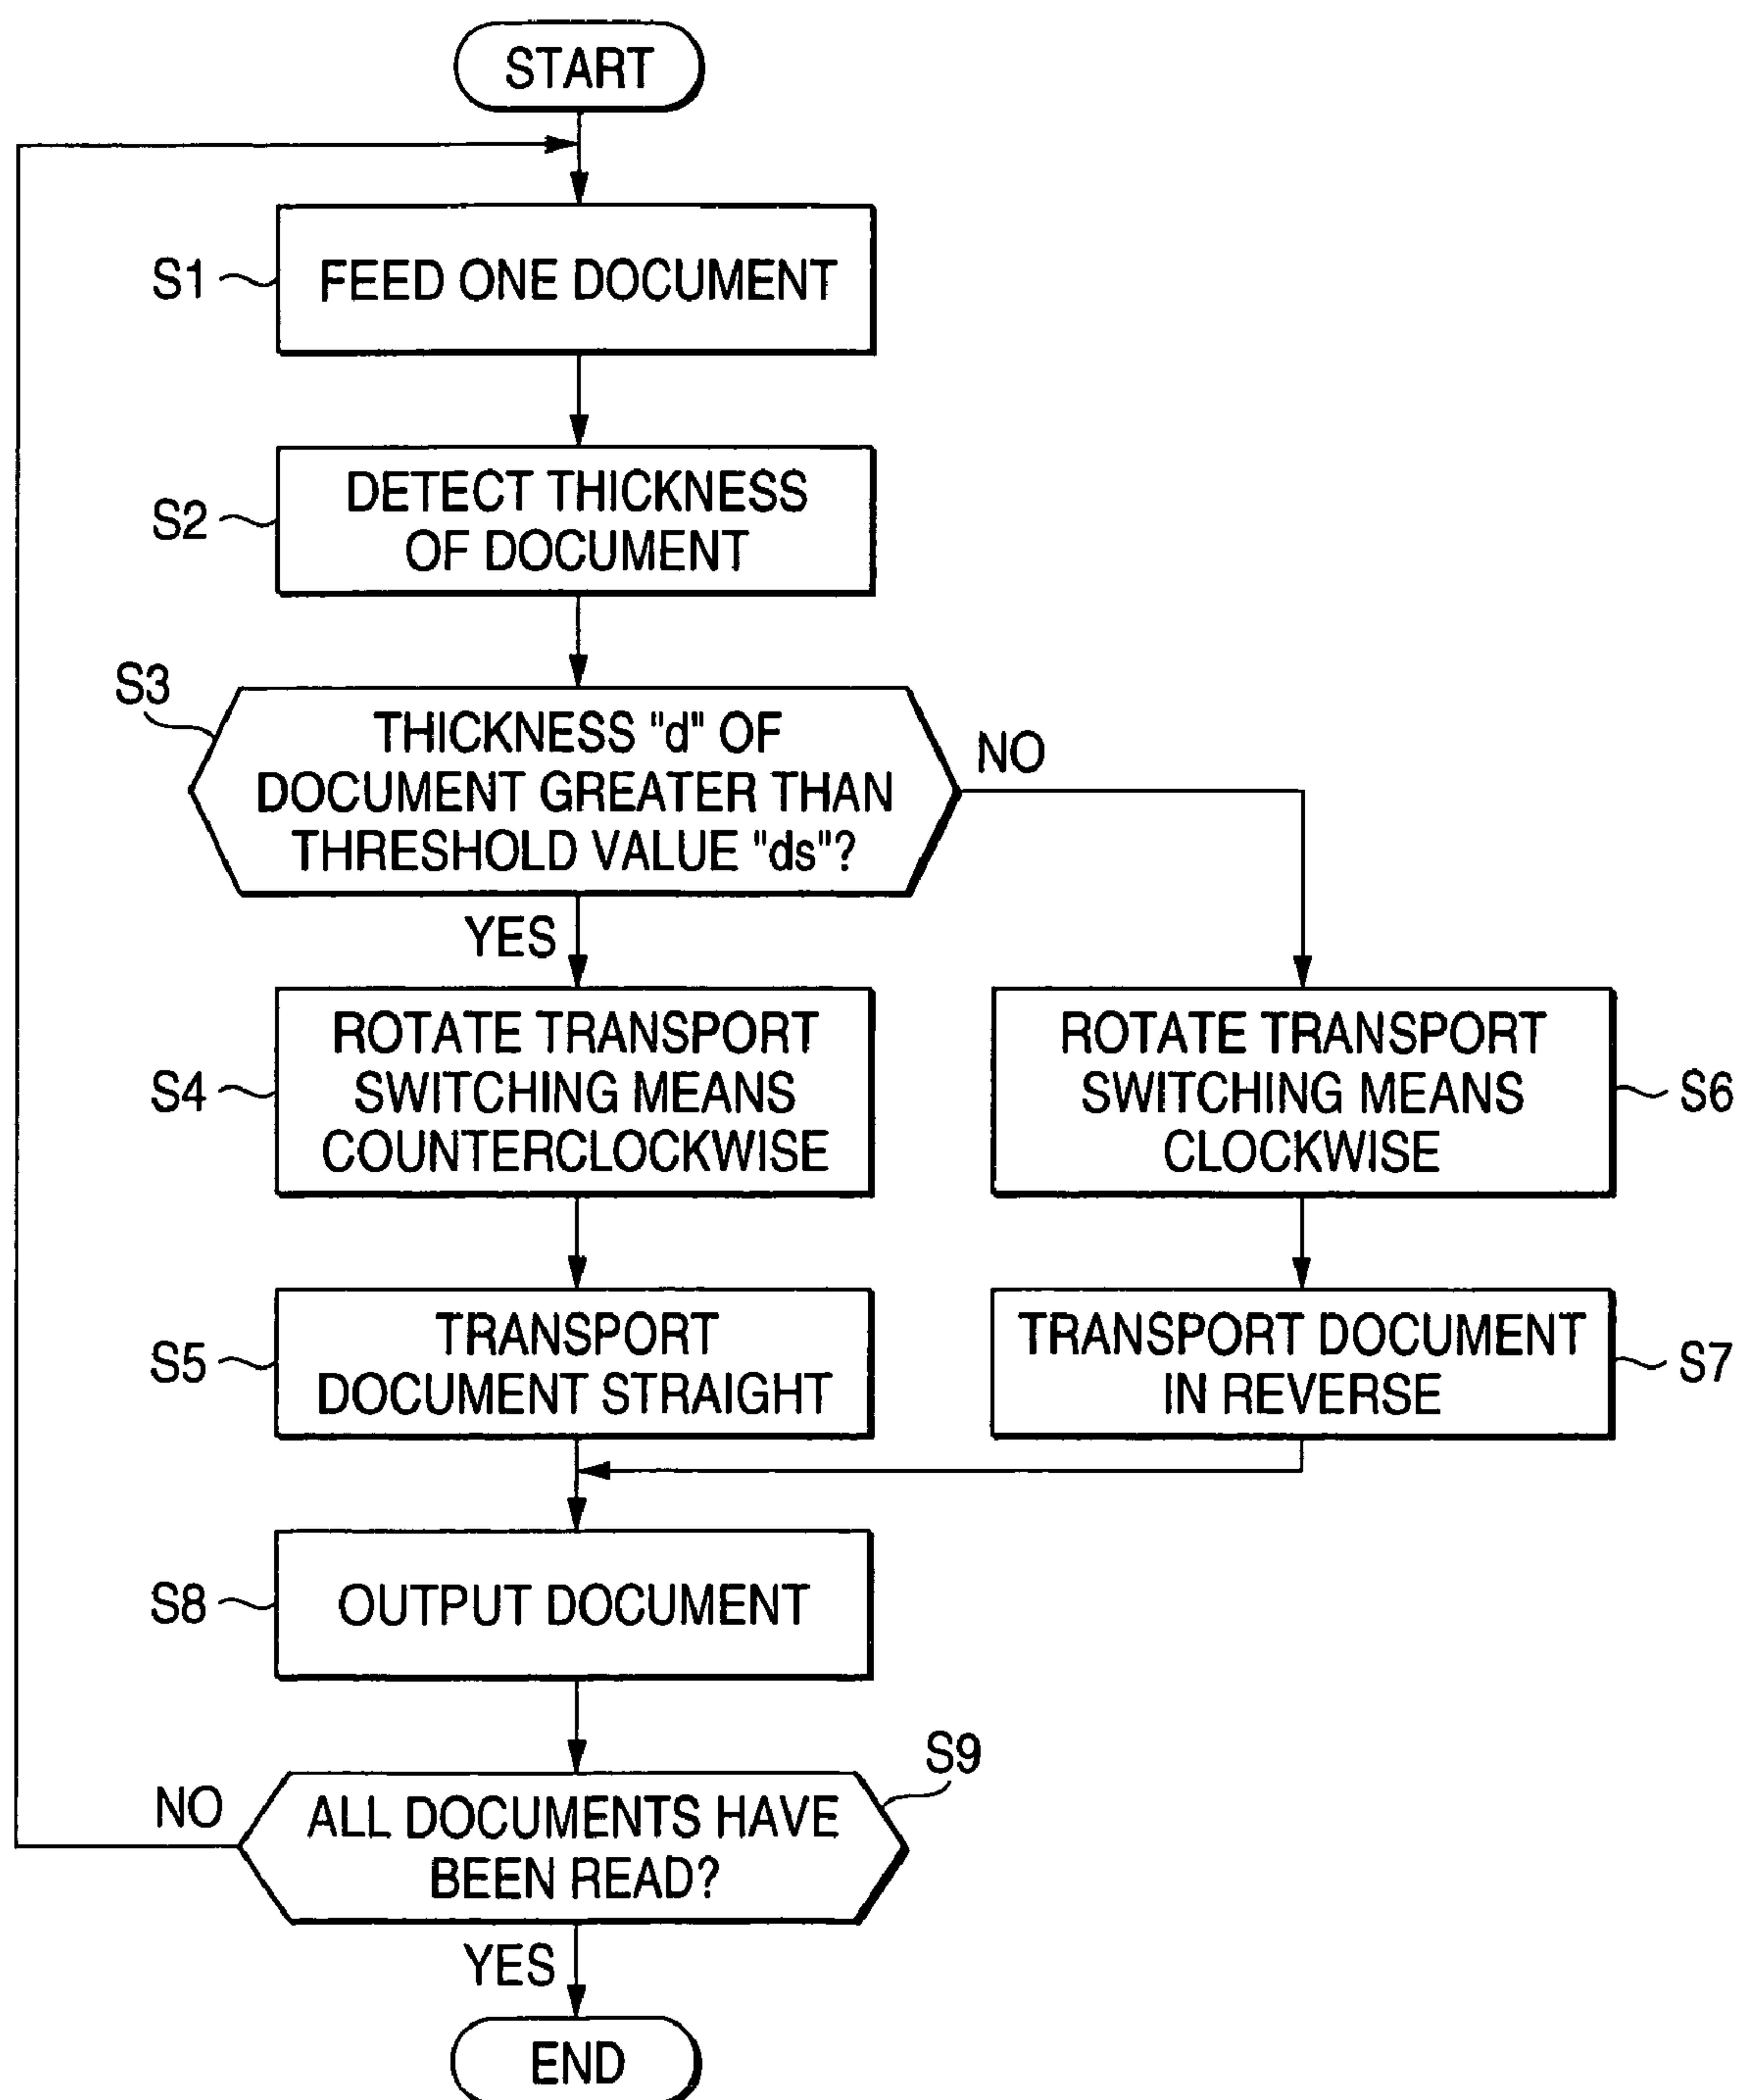 START
S1
FEED ONE DOCUMENT
S2
DETECT THICKNESS
OF DOCUMENT
S3
THICKNESS "d" OF
DOCUMENT GREATER THAN
THRESHOLD VALUE "ds"?
NO
YES
S4
ROTATE TRANSPORT
SWITCHING MEANS
COUNTERCLOCKWISE
ROTATE TRANSPORT
SWITCHING MEANS
CLOCKWISE
S6
S5
TRANSPORT
DOCUMENT STRAIGHT
TRANSPORT DOCUMENT
IN REVERSE
S7
S8
OUTPUT DOCUMENT
S9
NO
ALL DOCUMENTS HAVE
BEEN READ?
YES
END